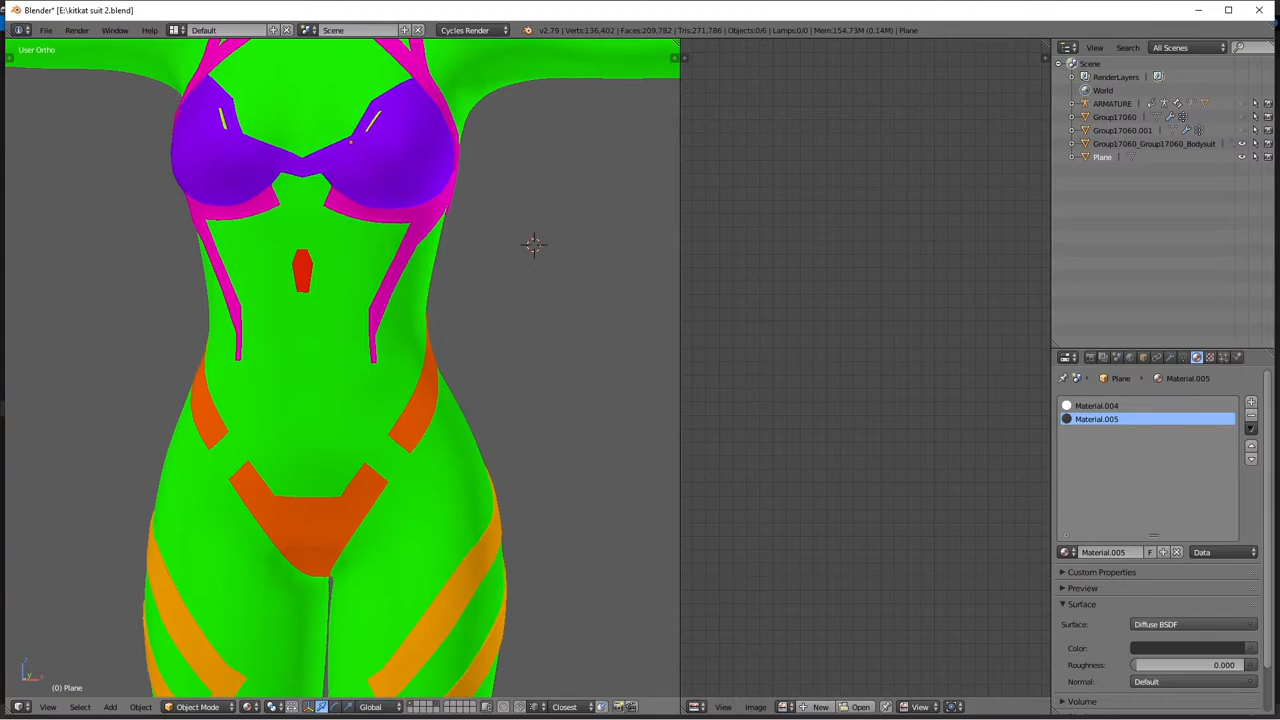 Blender* [E:\kitkat suit 2.blend]
File Render Window Help Default Scene Cycles Render v2.79 | Verts:136,402 | Faces:209,782 | Tris:271,786 | Objects:0/6 | Lamps:0/0 | Mem:154.73M (0.14M) | Plane
User Ortho
View Search All Scenes
Scene
RenderLayers
World
ARMATURE
Group17060
Group17060.001
Group17060_Group17060_Bodysuit
Plane
Plane Material.005
Material.004
Material.005
Material.005 F Data
Custom Properties
Preview
Surface
Surface: Diffuse BSDF
Color:
Roughness: 0.000
Normal: Default
Volume
(0) Plane
View Select Add Object Object Mode Global Closest
View Image New Open View